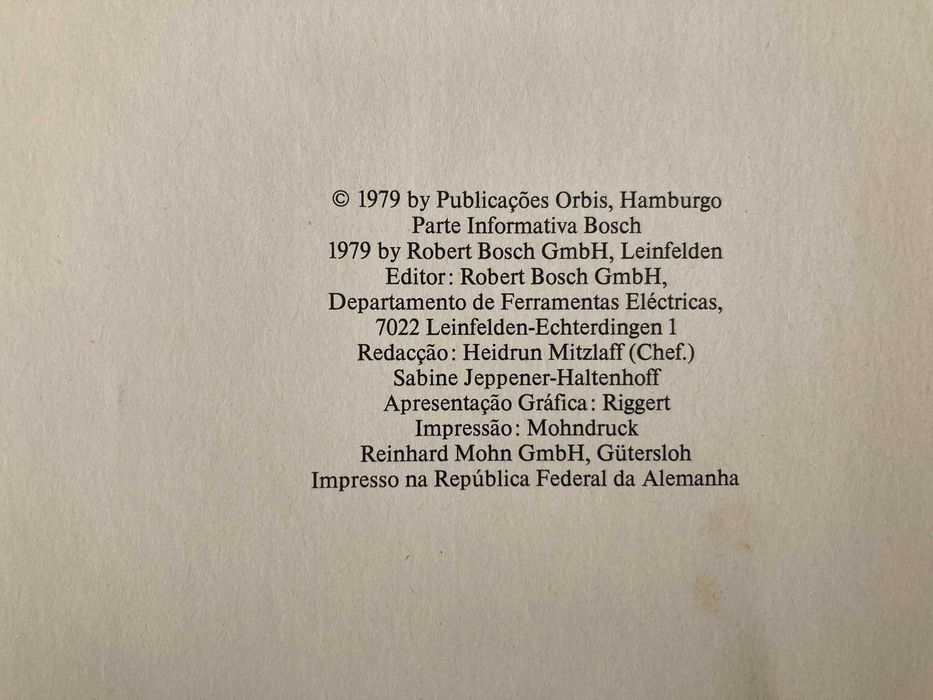 © 1979 by Publicações Orbis, Hamburgo
Parte Informativa Bosch
1979 by Robert Bosch GmbH, Leinfelden
Editor: Robert Bosch GmbH,
Departamento de Ferramentas Eléctricas,
7022 Leinfelden-Echterdingen 1
Redacção: Heidrun Mitzlaff (Chef.)
Sabine Jeppener-Haltenhoff
Apresentação Gráfica: Riggert
Impressão: Mohndruck
Reinhard Mohn GmbH, Gütersloh
Impresso na República Federal da Alemanha